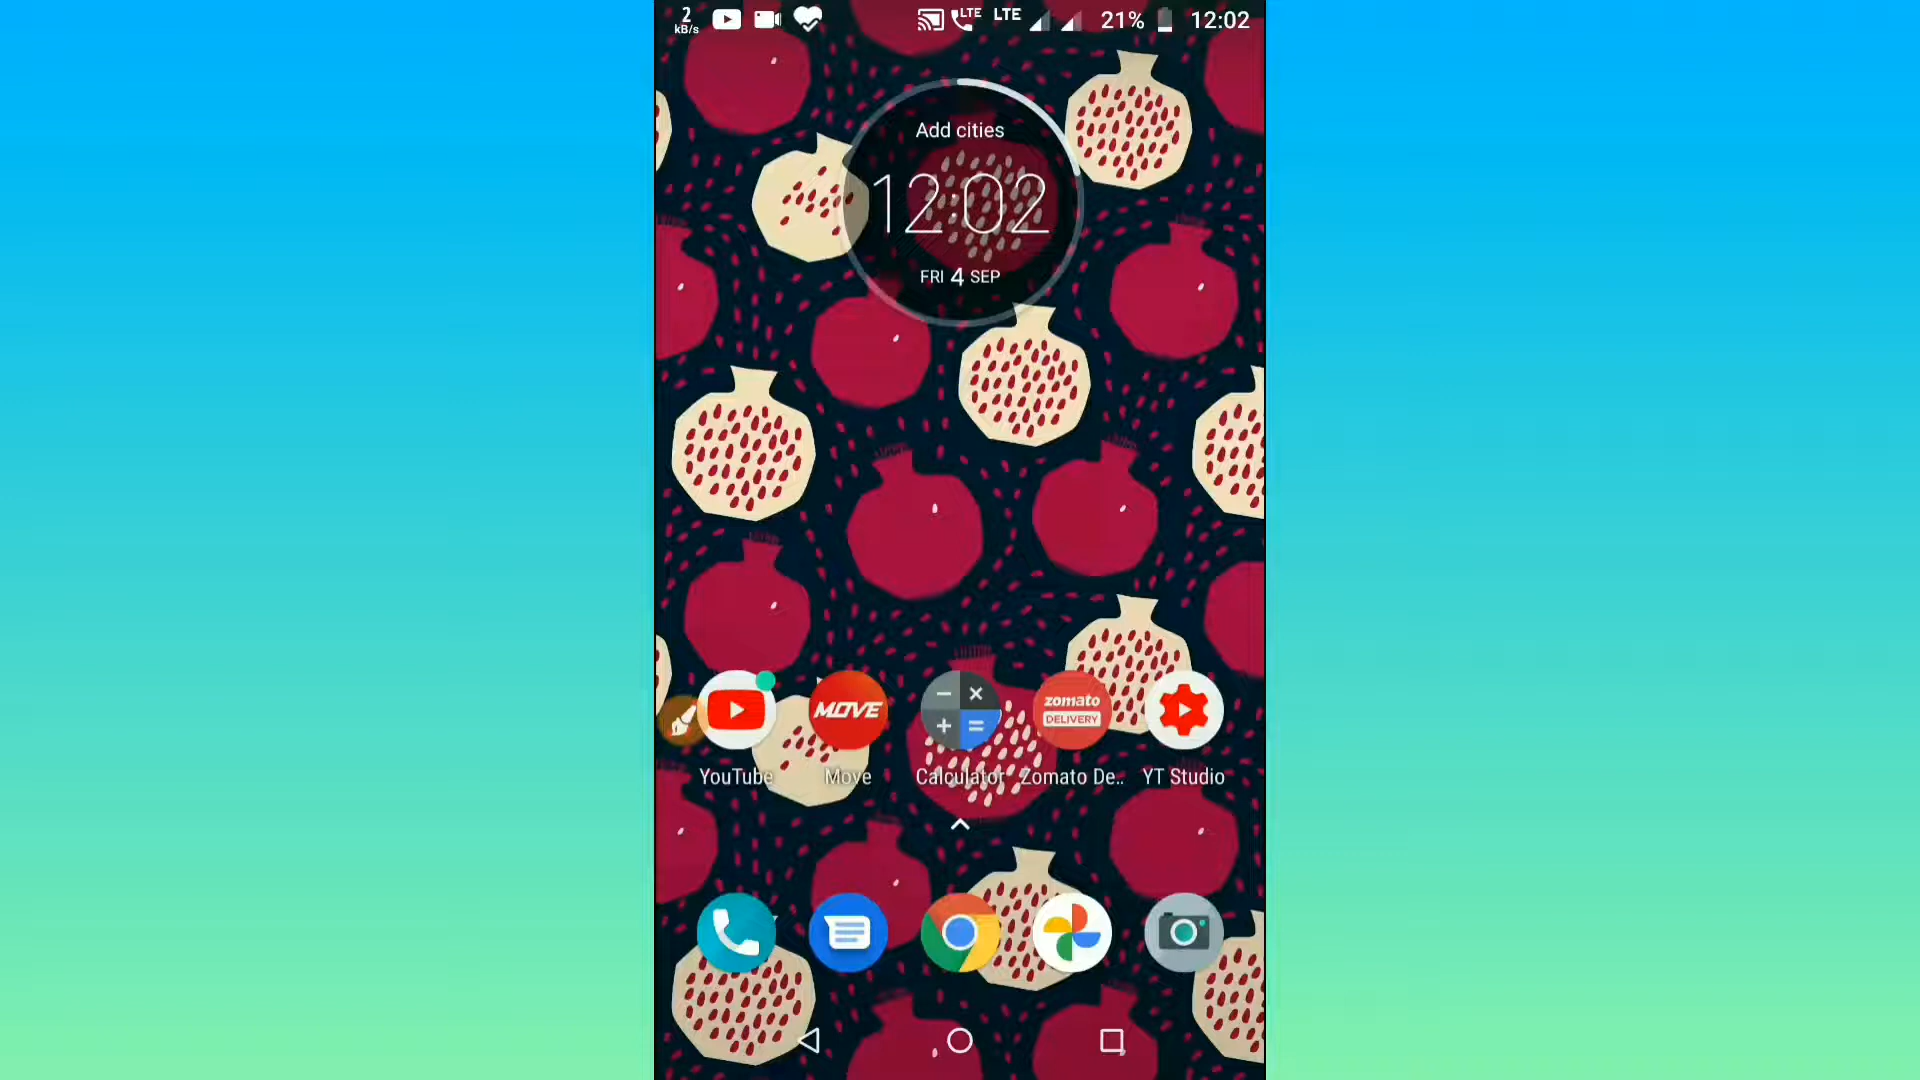 2 kB/s LTE LTE 21% 12:02
Add cities
12:02
FRI 4 SEP
MOVE zomato
DELIVERY
YouTube Move Calculator Zomato De.. YT Studio